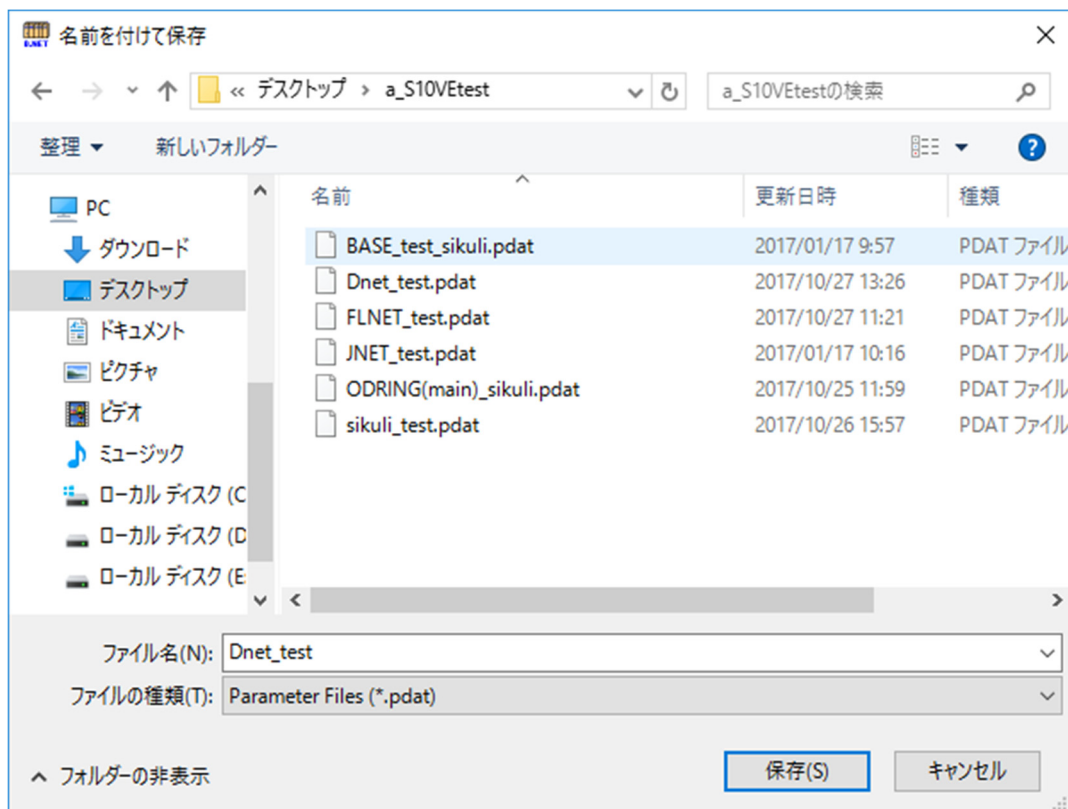 D.NET 名前を付けて保存
« デスクトップ › a_S10VEtest a_S10VEtestの検索
整理 新しいフォルダー ?
PC
ダウンロード
デスクトップ
ドキュメント
ピクチャ
ビデオ
ミュージック
ローカル ディスク (C
ローカル ディスク (D
ローカル ディスク (E:
名前 更新日時 種類
BASE_test_sikuli.pdat 2017/01/17 9:57 PDAT ファイル
Dnet_test.pdat 2017/10/27 13:26 PDAT ファイル
FLNET_test.pdat 2017/10/27 11:21 PDAT ファイル
JNET_test.pdat 2017/01/17 10:16 PDAT ファイル
ODRING(main)_sikuli.pdat 2017/10/25 11:59 PDAT ファイル
sikuli_test.pdat 2017/10/26 15:57 PDAT ファイル
ファイル名(N): Dnet_test
ファイルの種類(T): Parameter Files (*.pdat)
フォルダーの非表示 保存(S) キャンセル